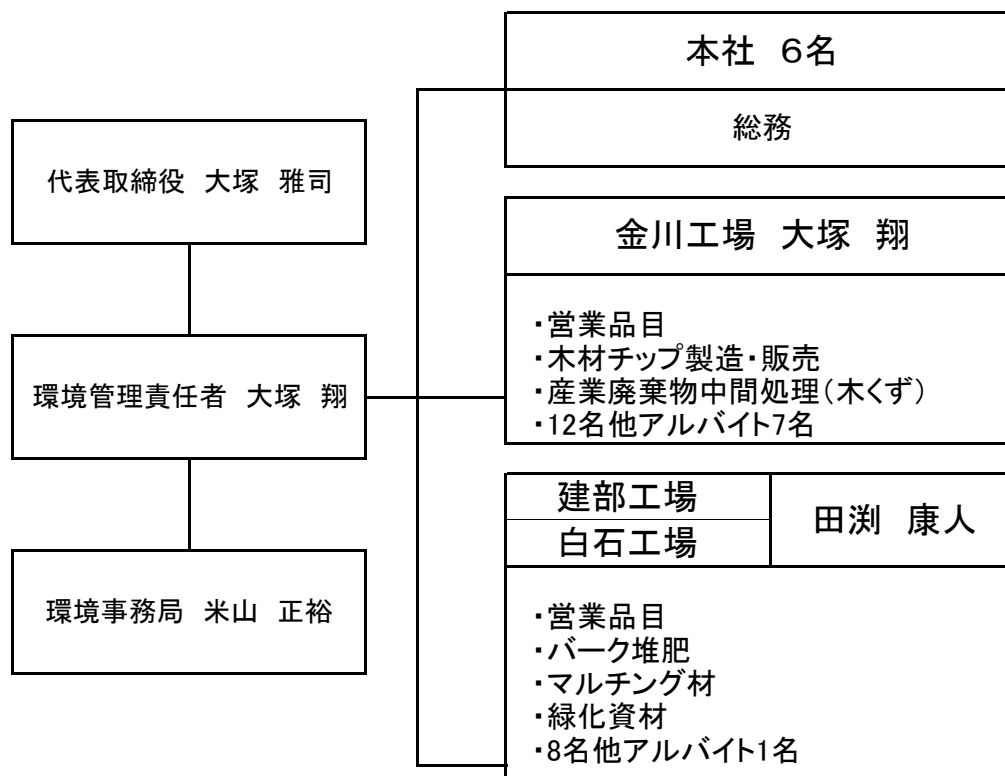 代表取締役　大塚　雅司
環境管理責任者　大塚　翔
環境事務局　米山　正裕
本社　６名
総務
金川工場　大塚　翔
・営業品目
・木材チップ製造・販売
・産業廃棄物中間処理（木くず）
・12名他アルバイト7名
建部工場
白石工場
田渕　康人
・営業品目
・バーク堆肥
・マルチング材
・緑化資材
・8名他アルバイト1名